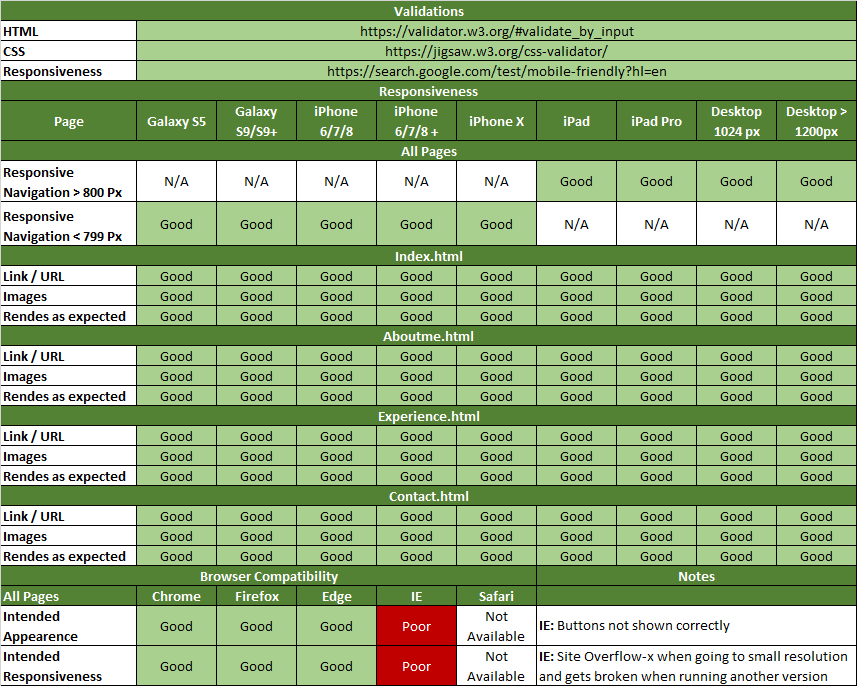 Validations
HTML https://validator.w3.org/#validate_by_input
CSS https://jigsaw.w3.org/css-validator/
Responsiveness https://search.google.com/test/mobile-friendly?hl=en
Responsiveness
Page Galaxy S5 Galaxy S9/S9+ iPhone 6/7/8 iPhone 6/7/8 + iPhone X iPad iPad Pro Desktop 1024 px Desktop > 1200px
All Pages
Responsive Navigation > 800 Px N/A N/A N/A N/A N/A Good Good Good Good
Responsive Navigation < 799 Px Good Good Good Good Good N/A N/A N/A N/A
Index.html
Link / URL Good Good Good Good Good Good Good Good Good
Images Good Good Good Good Good Good Good Good Good
Rendes as expected Good Good Good Good Good Good Good Good Good
Aboutme.html
Link / URL Good Good Good Good Good Good Good Good Good
Images Good Good Good Good Good Good Good Good Good
Rendes as expected Good Good Good Good Good Good Good Good Good
Experience.html
Link / URL Good Good Good Good Good Good Good Good Good
Images Good Good Good Good Good Good Good Good Good
Rendes as expected Good Good Good Good Good Good Good Good Good
Contact.html
Link / URL Good Good Good Good Good Good Good Good Good
Images Good Good Good Good Good Good Good Good Good
Rendes as expected Good Good Good Good Good Good Good Good Good
Browser Compatibility Notes
All Pages Chrome Firefox Edge IE Safari
Intended Appearence Good Good Good Poor Not Available IE: Buttons not shown correctly
Intended Responsiveness Good Good Good Poor Not Available IE: Site Overflow-x when going to small resolution and gets broken when running another version